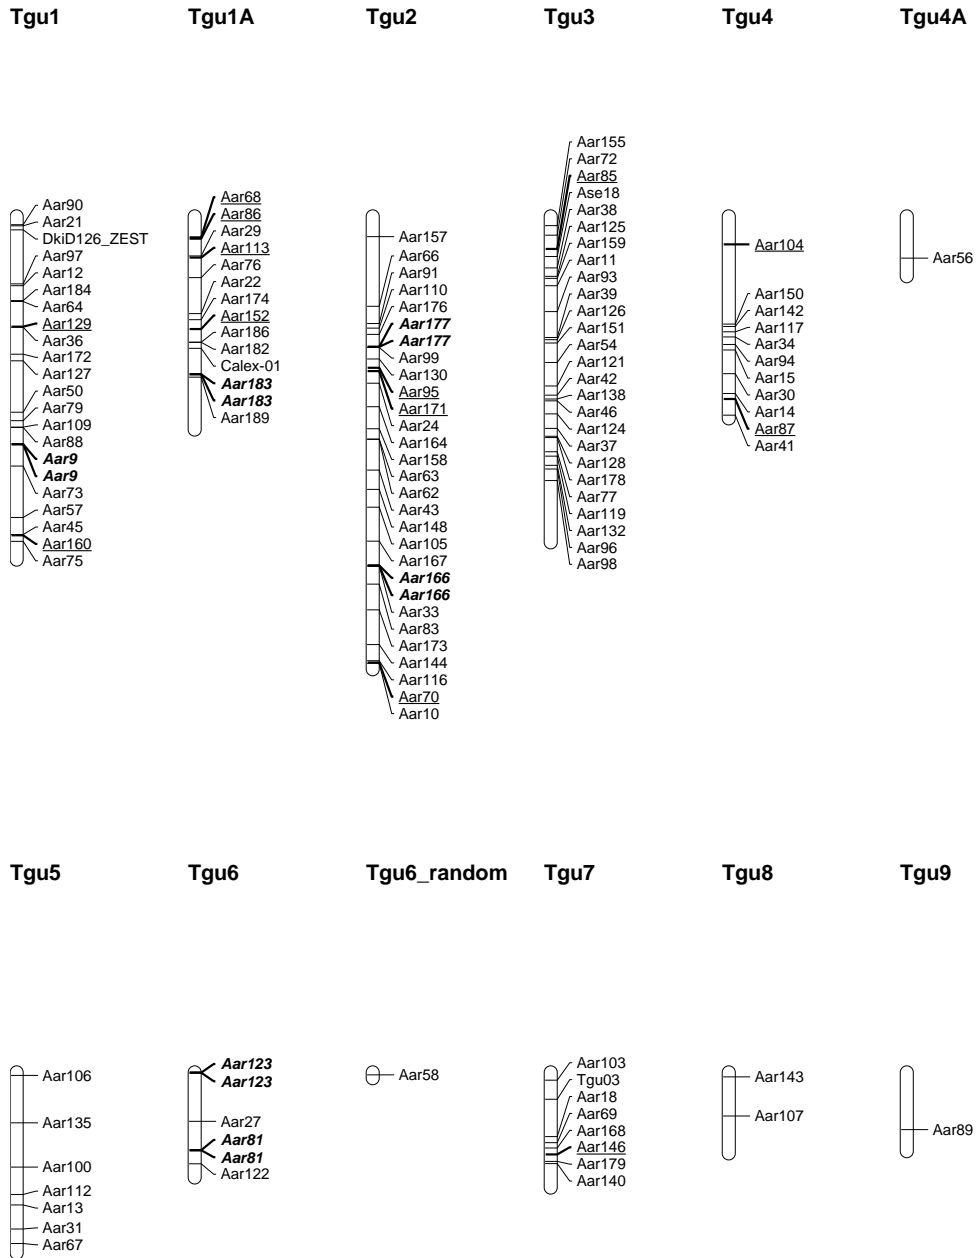 Tgu1 Tgu1A Tgu2 Tgu3 Tgu4 Tgu4A
Aar90
Aar21
DkiD126_ZEST
Aar97
Aar12
Aar184
Aar64
Aar129
Aar36
Aar172
Aar127
Aar50
Aar79
Aar109
Aar88
Aar9
Aar9
Aar73
Aar57
Aar45
Aar160
Aar75
Aar68
Aar86
Aar29
Aar113
Aar76
Aar22
Aar174
Aar152
Aar186
Aar182
Calex-01
Aar183
Aar183
Aar189
Aar157
Aar66
Aar91
Aar110
Aar176
Aar177
Aar177
Aar99
Aar130
Aar95
Aar171
Aar24
Aar164
Aar158
Aar63
Aar62
Aar43
Aar148
Aar105
Aar167
Aar166
Aar166
Aar33
Aar83
Aar173
Aar144
Aar116
Aar70
Aar10
Aar155
Aar72
Aar85
Ase18
Aar38
Aar125
Aar159
Aar11
Aar93
Aar39
Aar126
Aar151
Aar54
Aar121
Aar42
Aar138
Aar46
Aar124
Aar37
Aar128
Aar178
Aar77
Aar119
Aar132
Aar96
Aar98
Aar104
Aar150
Aar142
Aar117
Aar34
Aar94
Aar15
Aar30
Aar14
Aar87
Aar41
Aar56
Tgu5 Tgu6 Tgu6_random Tgu7 Tgu8 Tgu9
Aar106
Aar135
Aar100
Aar112
Aar13
Aar31
Aar67
Aar123
Aar123
Aar27
Aar81
Aar81
Aar122
Aar58
Aar103
Tgu03
Aar18
Aar69
Aar168
Aar146
Aar179
Aar140
Aar143
Aar107
Aar89